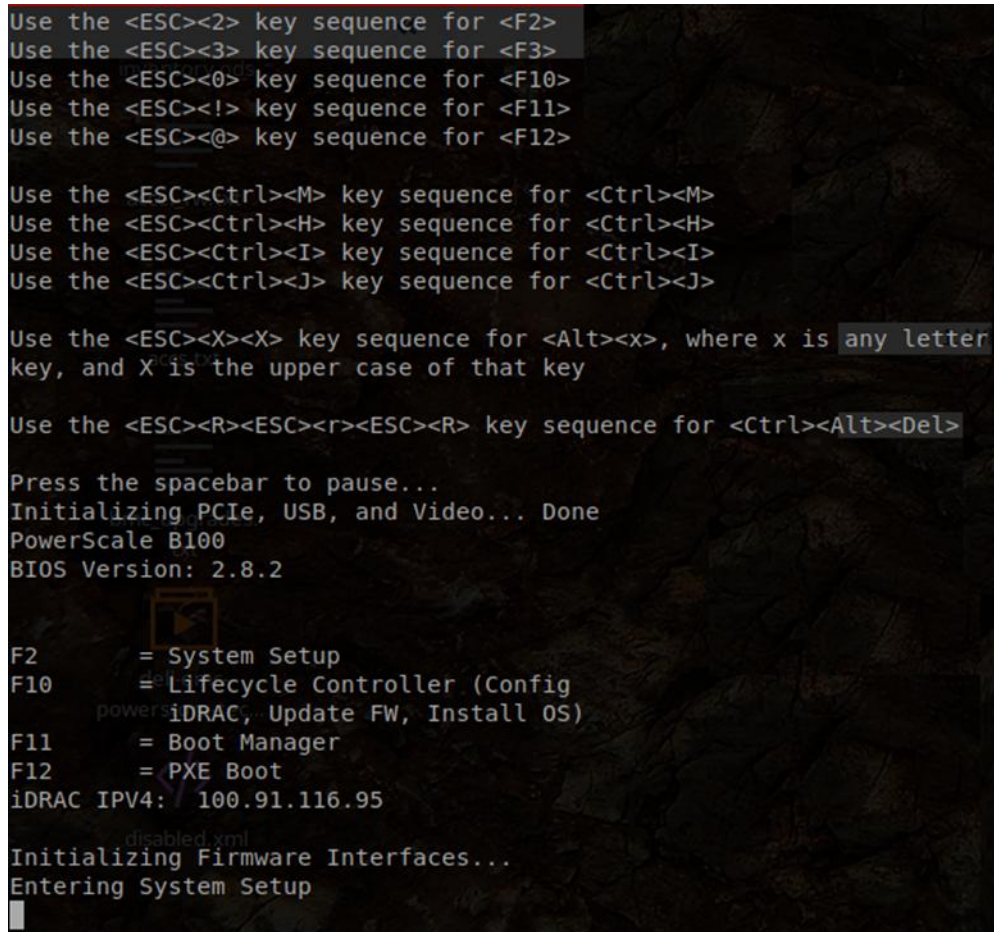 Use the <ESC><2> key sequence for <F2>
Use the <ESC><3> key sequence for <F3>
Use the <ESC><0> key sequence for <F10>
Use the <ESC><!> key sequence for <F11>
Use the <ESC><@> key sequence for <F12>
Use the <ESC><Ctrl><M> key sequence for <Ctrl><M>
Use the <ESC><Ctrl><H> key sequence for <Ctrl><H>
Use the <ESC><Ctrl><I> key sequence for <Ctrl><I>
Use the <ESC><Ctrl><J> key sequence for <Ctrl><J>
Use the <ESC><X><X> key sequence for <Alt><x>, where x is any letter
key, and X is the upper case of that key
Use the <ESC><R><ESC><r><ESC><R> key sequence for <Ctrl><Alt><Del>
Press the spacebar to pause...
Initializing PCIe, USB, and Video... Done
PowerScale B100
BIOS Version: 2.8.2
F2 = System Setup
F10 = Lifecycle Controller (Config
iDRAC, Update FW, Install OS)
F11 = Boot Manager
F12 = PXE Boot
iDRAC IPV4: 100.91.116.95
disabled.xml
Initializing Firmware Interfaces...
Entering System Setup